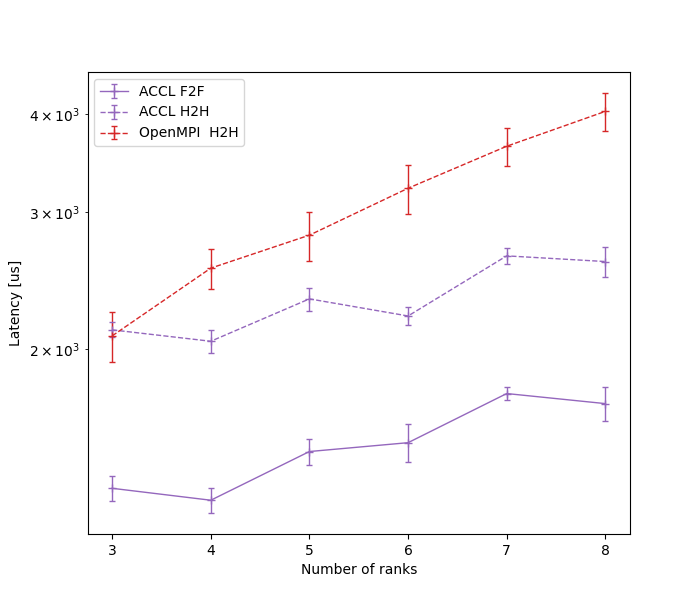 ACCL F2F
ACCL H2H
OpenMPI  H2H
4 × 10³
3 × 10³
2 × 10³
Latency [us]
3 4 5 6 7 8
Number of ranks